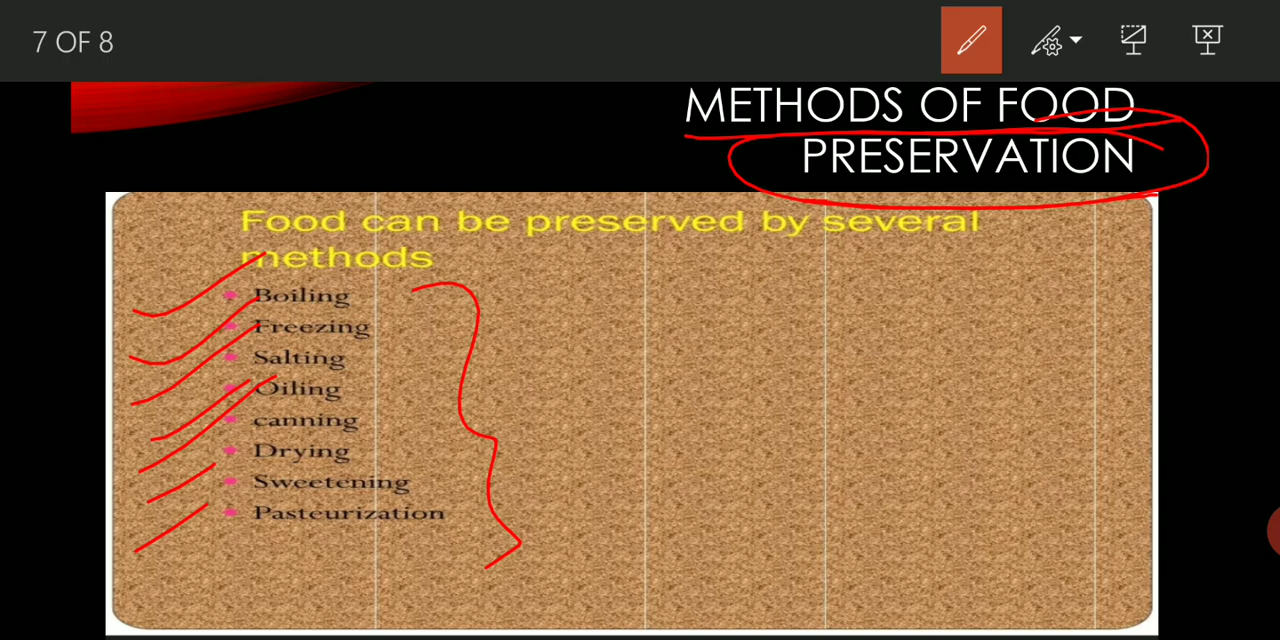 7 OF 8
METHODS OF FOOD
PRESERVATION
Food can be preserved by several
methods
Boiling
Freezing
Salting
Oiling
canning
Drying
Sweetening
Pasteurization